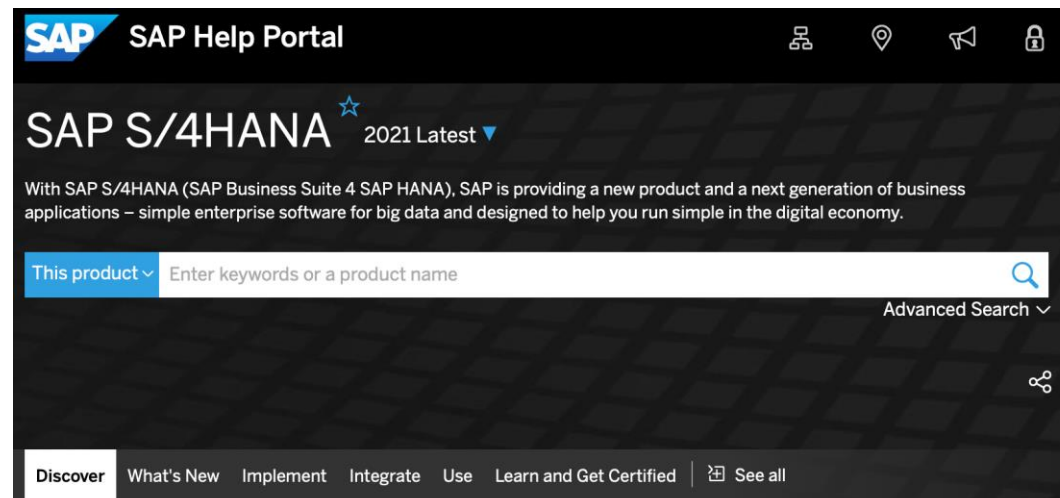 SAP SAP Help Portal
SAP S/4HANA 2021 Latest
With SAP S/4HANA (SAP Business Suite 4 SAP HANA), SAP is providing a new product and a next generation of business
applications – simple enterprise software for big data and designed to help you run simple in the digital economy.
This product Enter keywords or a product name
Advanced Search
Discover What's New Implement Integrate Use Learn and Get Certified See all